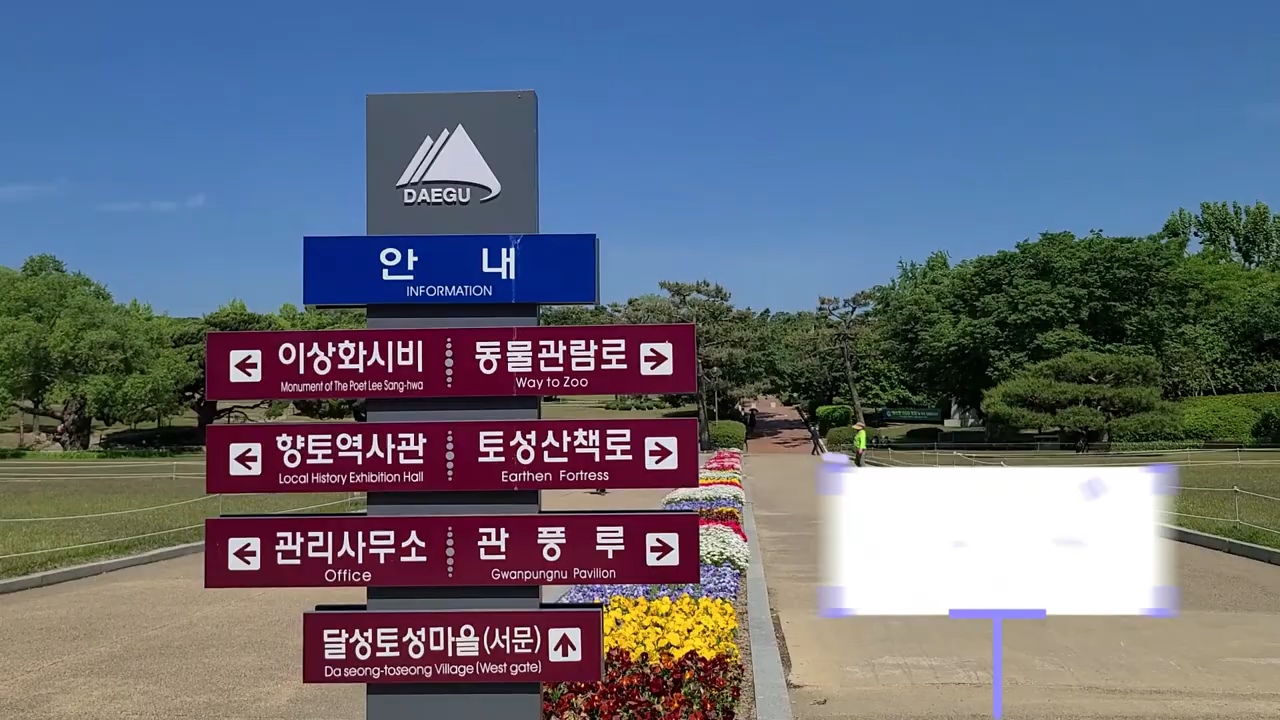 DAEGU
안 내
INFORMATION
이상화시비
Monument of The Poet Lee Sang-hwa
동물관람로
Way to Zoo
향토역사관
Local History Exhibition Hall
토성산책로
Earthen Fortress
관리사무소
Office
관 풍 루
Gwanpungnu Pavilion
달성토성마을(서문)
Da seong-toseong Village(West gate)